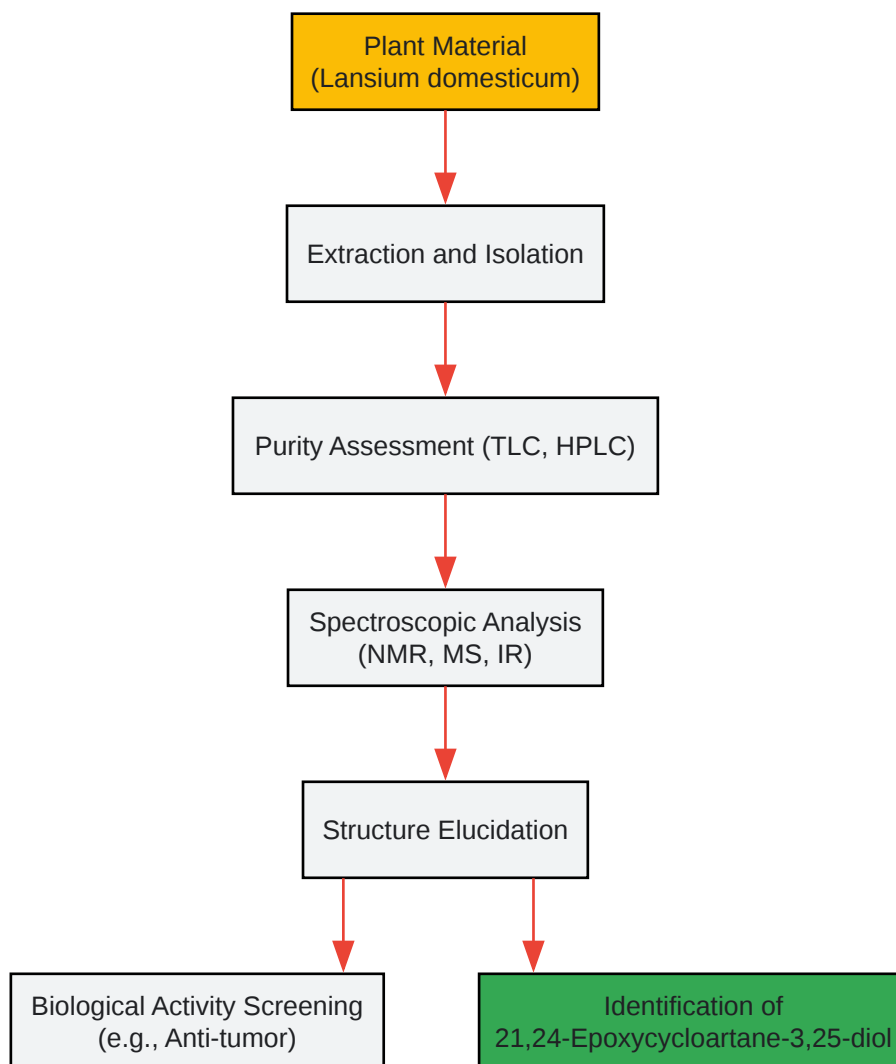 Plant Material
(Lansium domesticum)
Extraction and Isolation
Purity Assessment (TLC, HPLC)
Spectroscopic Analysis
(NMR, MS, IR)
Structure Elucidation
Biological Activity Screening
(e.g., Anti-tumor)
Identification of
21,24-Epoxycycloartane-3,25-diol